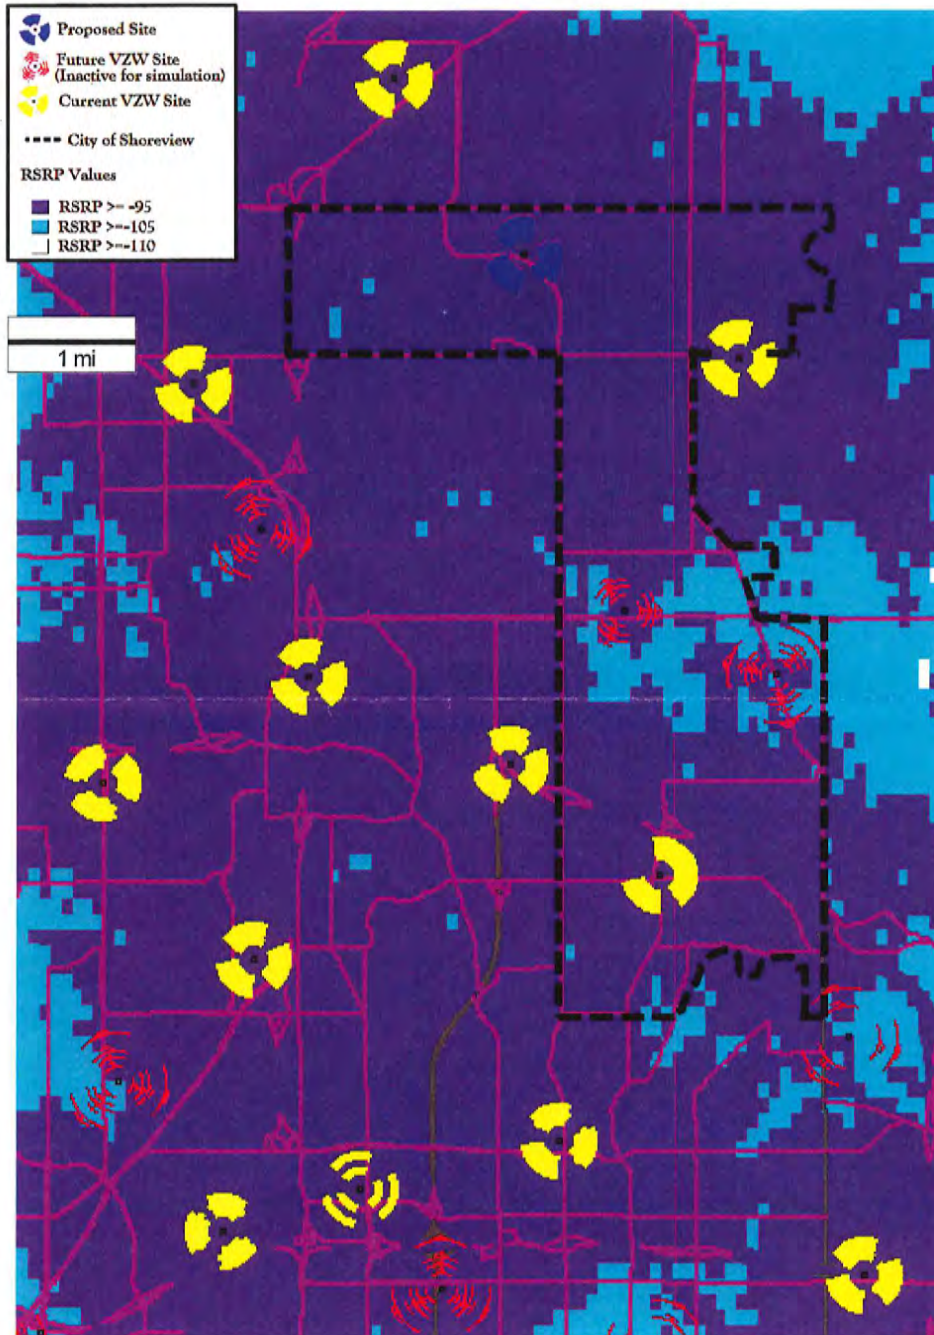 Proposed Site
Future VZW Site
(Inactive for simulation)
Current VZW Site
City of Shoreview
RSRP Values
RSRP >= -95
RSRP >=-105
RSRP >=-110
1 mi